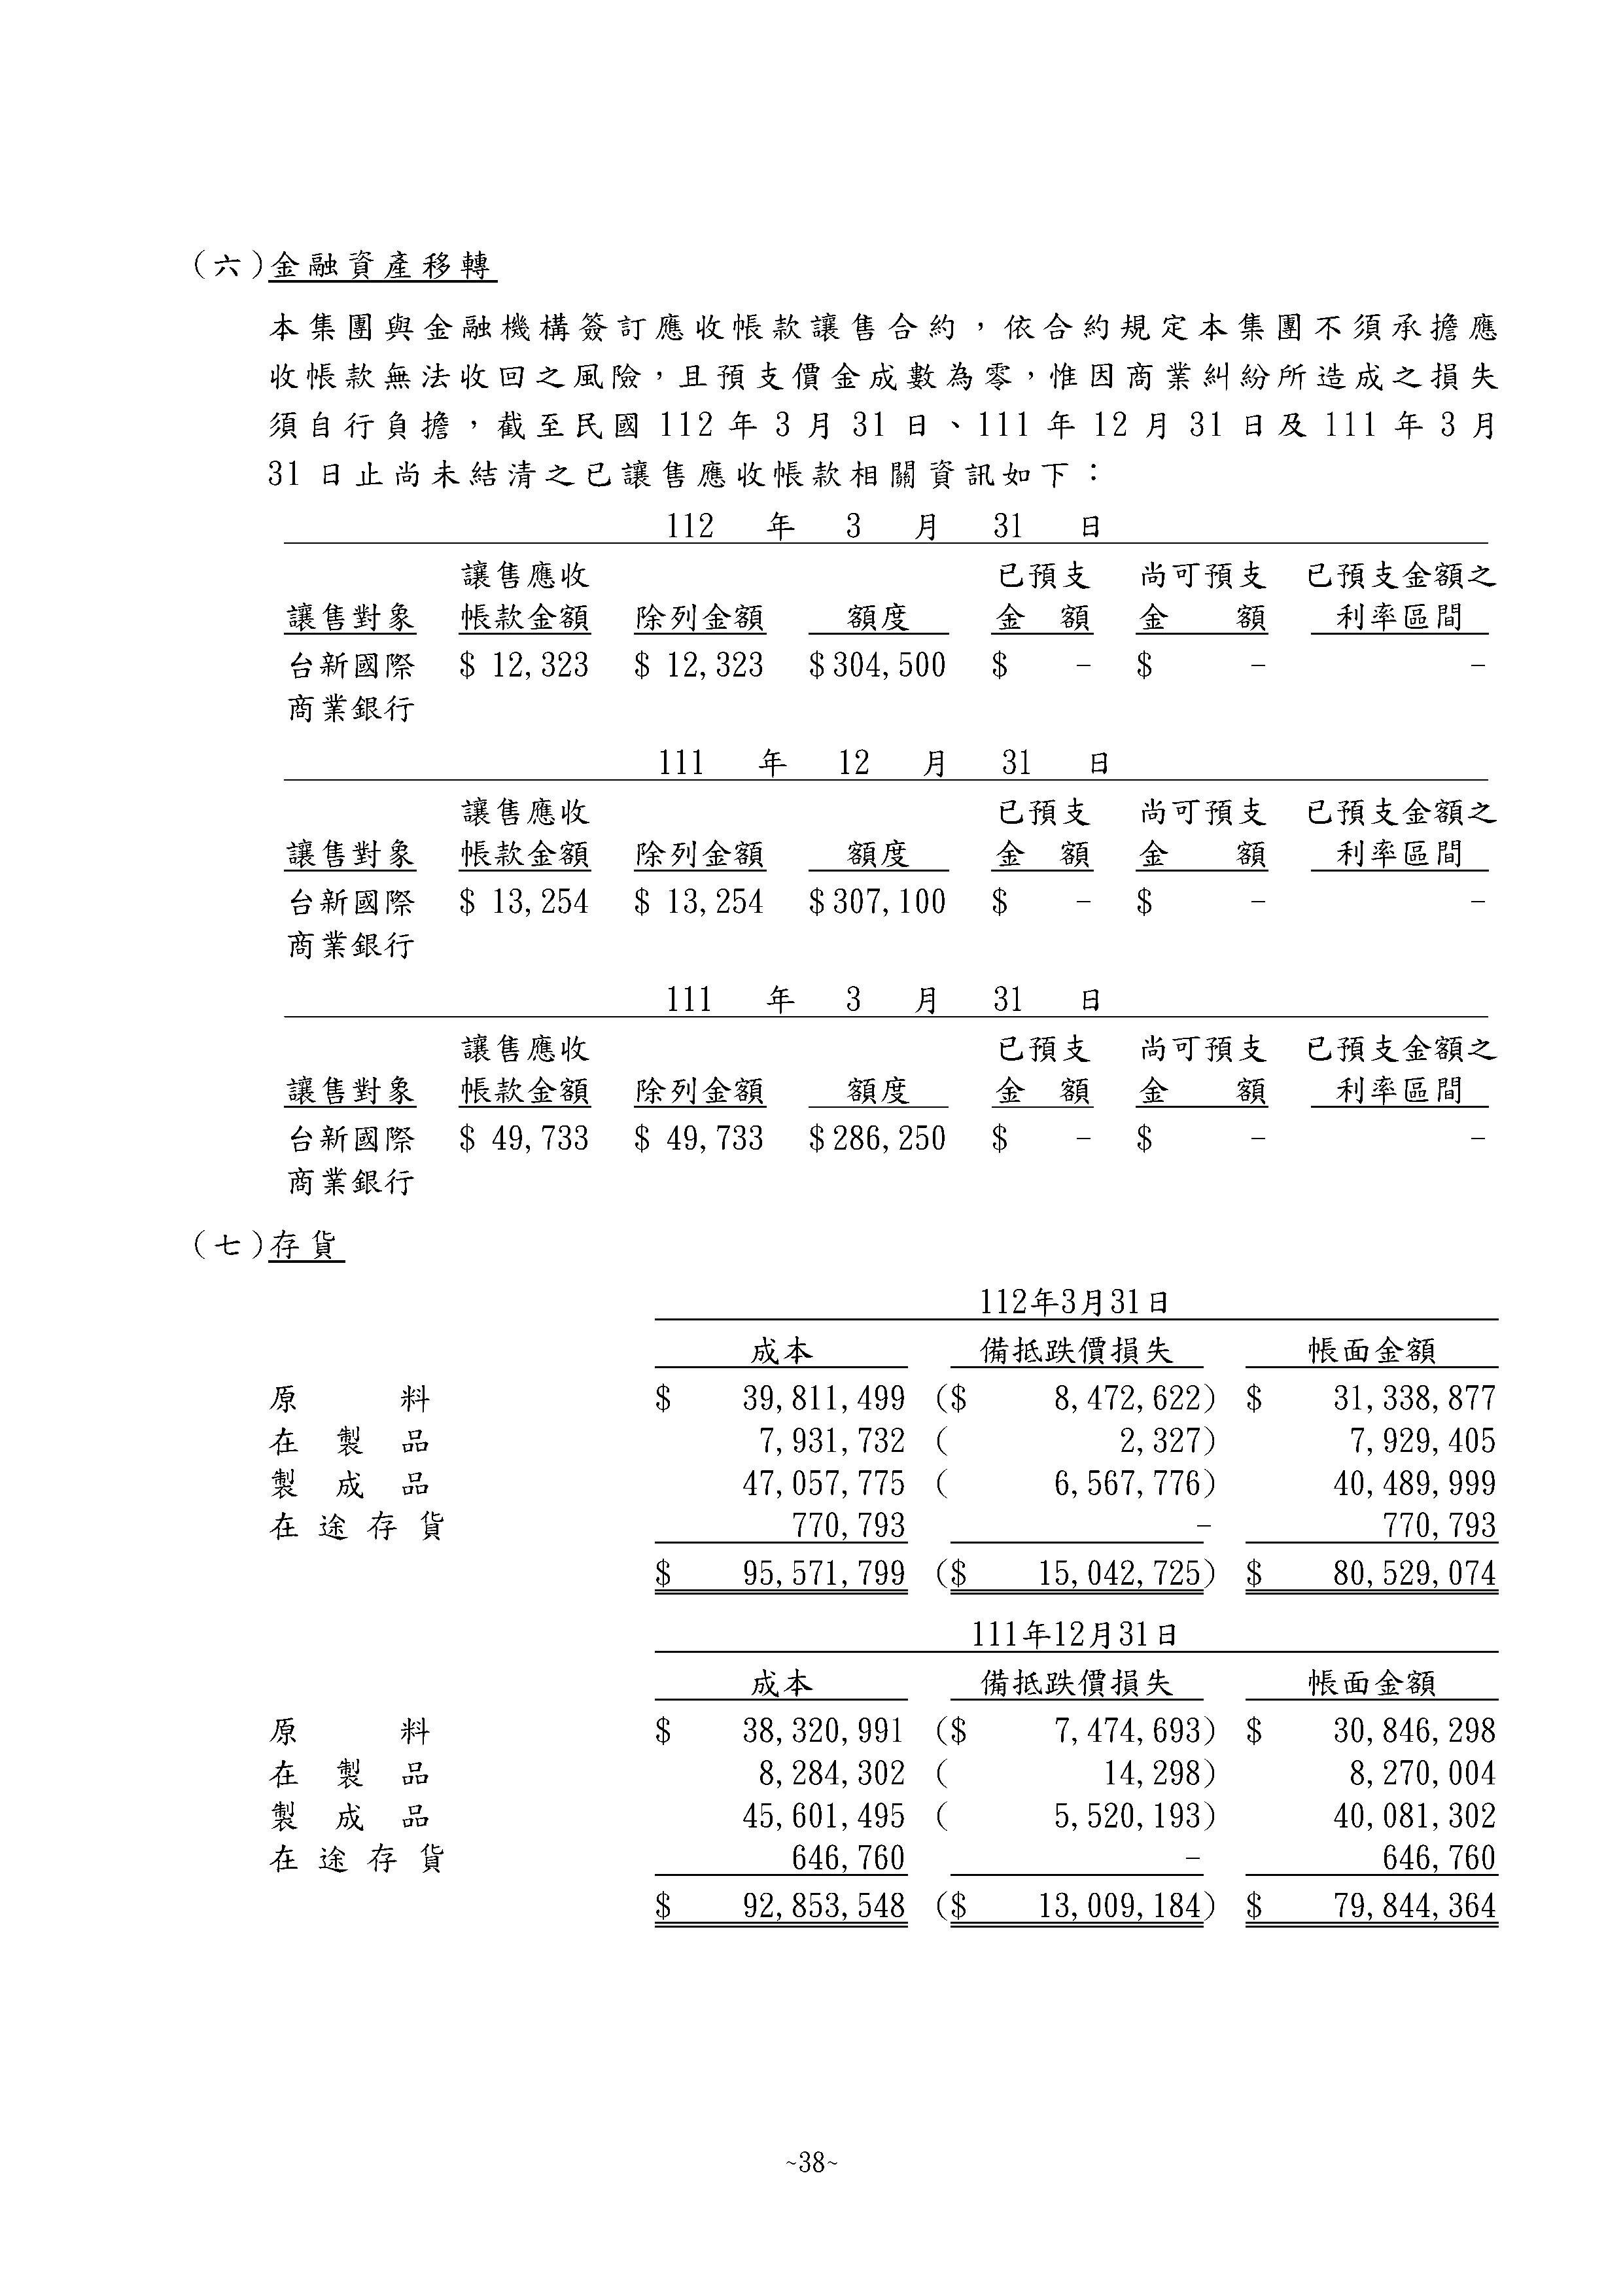 (六)金融資產移轉
本集團與金融機構簽訂應收帳款讓售合約，依合約規定本集團不須承擔應
收帳款無法收回之風險，且預支價金成數為零，惟因商業糾紛所造成之損失
須自行負擔，截至民國 112 年 3 月 31 日、111 年 12 月 31 日及 111 年 3 月
31 日止尚未結清之已讓售應收帳款相關資訊如下：
112 年 3 月 31 日
讓售應收 已預支 尚可預支 已預支金額之
讓售對象 帳款金額 除列金額 額度 金 額 金 額 利率區間
台新國際 $ 12,323 $ 12,323 $304,500 $ - $ - -
商業銀行
111 年 12 月 31 日
讓售應收 已預支 尚可預支 已預支金額之
讓售對象 帳款金額 除列金額 額度 金 額 金 額 利率區間
台新國際 $ 13,254 $ 13,254 $307,100 $ - $ - -
商業銀行
111 年 3 月 31 日
讓售應收 已預支 尚可預支 已預支金額之
讓售對象 帳款金額 除列金額 額度 金 額 金 額 利率區間
台新國際 $ 49,733 $ 49,733 $286,250 $ - $ - -
商業銀行
(七)存貨
112年3月31日
成本 備抵跌價損失 帳面金額
原 料 $ 39,811,499 ($ 8,472,622) $ 31,338,877
在 製 品 7,931,732 ( 2,327) 7,929,405
製 成 品 47,057,775 ( 6,567,776) 40,489,999
在 途 存 貨 770,793 - 770,793
$ 95,571,799 ($ 15,042,725) $ 80,529,074
111年12月31日
成本 備抵跌價損失 帳面金額
原 料 $ 38,320,991 ($ 7,474,693) $ 30,846,298
在 製 品 8,284,302 ( 14,298) 8,270,004
製 成 品 45,601,495 ( 5,520,193) 40,081,302
在 途 存 貨 646,760 - 646,760
$ 92,853,548 ($ 13,009,184) $ 79,844,364
~38~